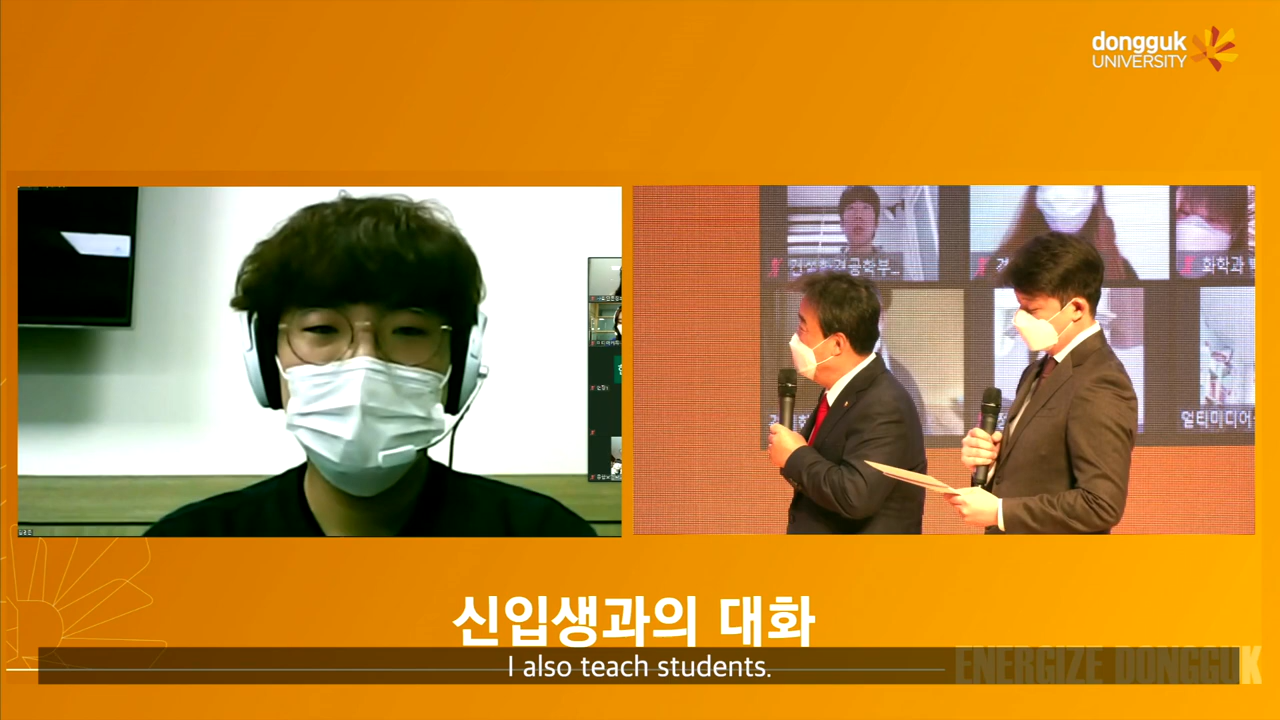 dongguk
UNIVERSITY
건설환경공학부...
화학과
멀티미디어
신입생과의 대화
I also teach students.
ENERGIZE DONGGUK